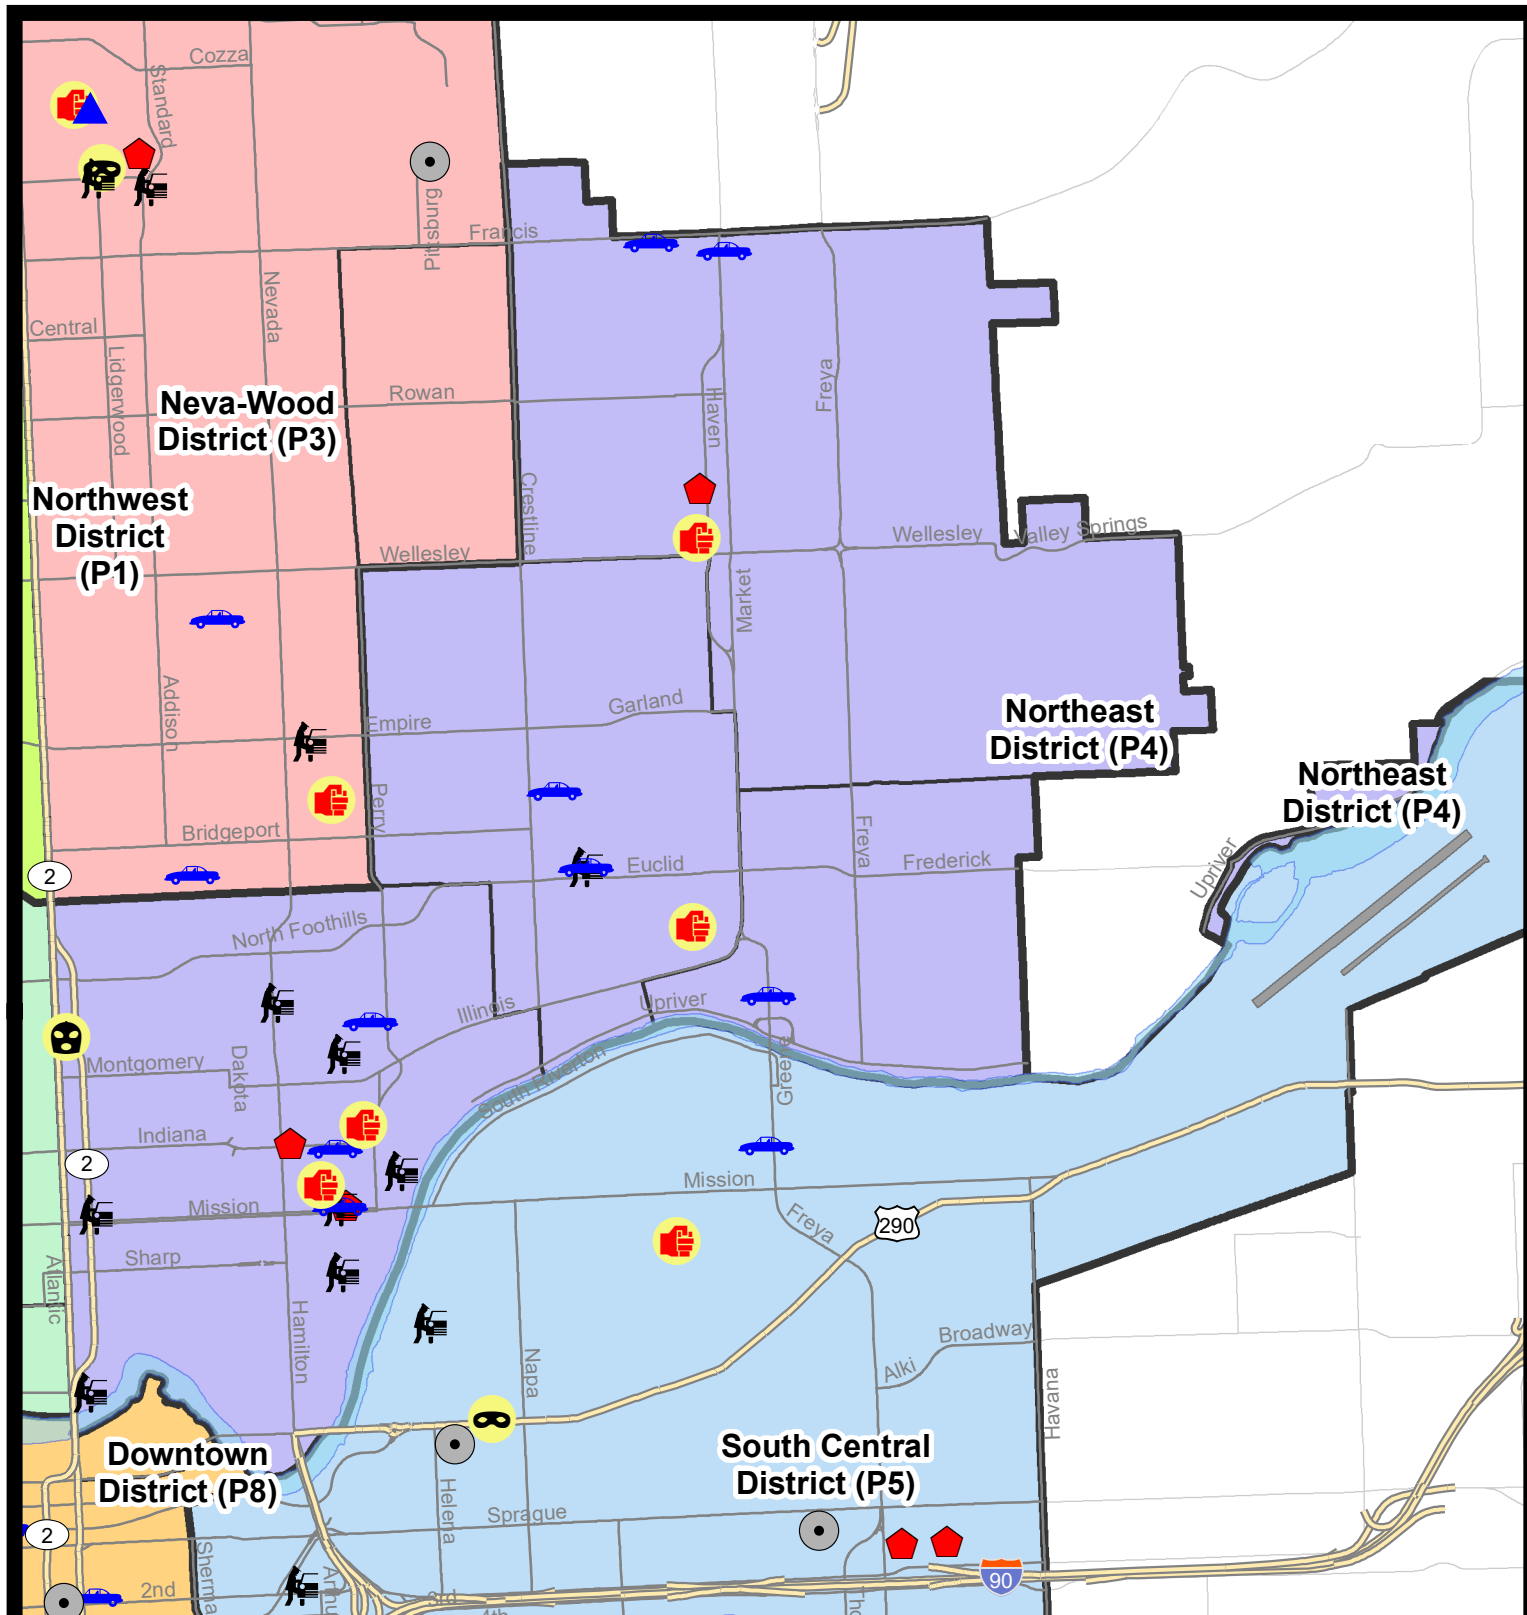 Cozza
Standard
Pittsburg
Francis
Nevada
Central
Lidgerwood
Freya
Rowan
Haven
Neva-Wood
District (P3)
Crestline
Northwest
District
(P1)
Wellesley
Wellesley
Valley Springs
Market
Addison
Garland
Empire
Northeast
District (P4)
Northeast
District (P4)
Perry
Bridgeport
Freya
Euclid
Frederick
Upriver
2
North Foothills
Illinois
Upriver
Montgomery
Dakota
South Riverton
Greene
Indiana
2
Mission
Mission
Freya
290
Sharp
Atlantic
Hamilton
Broadway
Napa
Alki
Havana
Downtown
District (P8)
South Central
District (P5)
Helena
Sprague
2
2nd
3rd
90